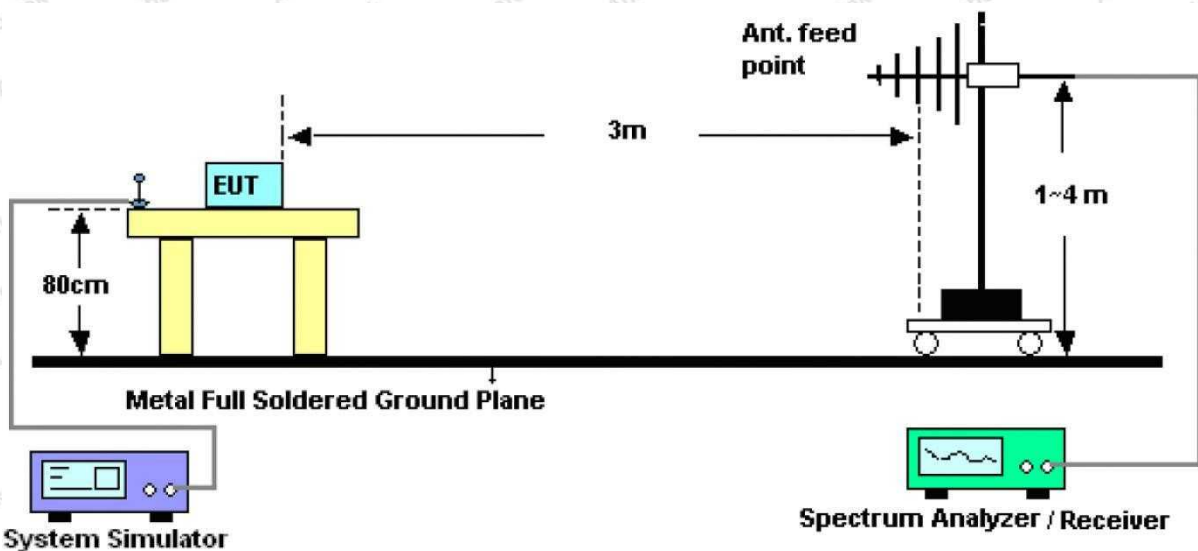 Ant. feed
point
3m
EUT
1~4 m
80cm
Metal Full Soldered Ground Plane
System Simulator
Spectrum Analyzer / Receiver